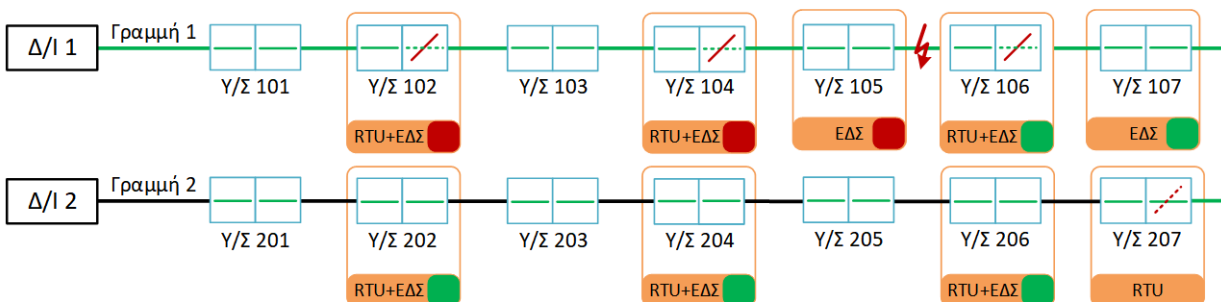 Δ/Ι 1
Γραμμή 1
Υ/Σ 101
Υ/Σ 102
Υ/Σ 103
Υ/Σ 104
Υ/Σ 105
Υ/Σ 106
Υ/Σ 107
RTU+ΕΔΣ
RTU+ΕΔΣ
ΕΔΣ
RTU+ΕΔΣ
ΕΔΣ
Δ/Ι 2
Γραμμή 2
Υ/Σ 201
Υ/Σ 202
Υ/Σ 203
Υ/Σ 204
Υ/Σ 205
Υ/Σ 206
Υ/Σ 207
RTU+ΕΔΣ
RTU+ΕΔΣ
RTU+ΕΔΣ
RTU